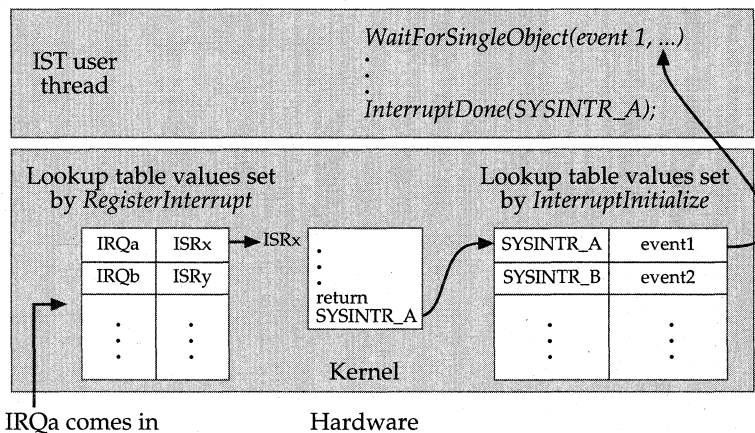 WaitForSingleObject(event 1, ...)
IST user
thread
.
.
.
InterruptDone(SYSINTR_A);
Lookup table values set
by RegisterInterrupt
Lookup table values set
by InterruptInitialize
IRQa ISRx
IRQb ISRy
. .
. .
. .
ISRx
.
.
.
return
SYSINTR_A
SYSINTR_A event1
SYSINTR_B event2
. .
. .
. .
Kernel
IRQa comes in
Hardware